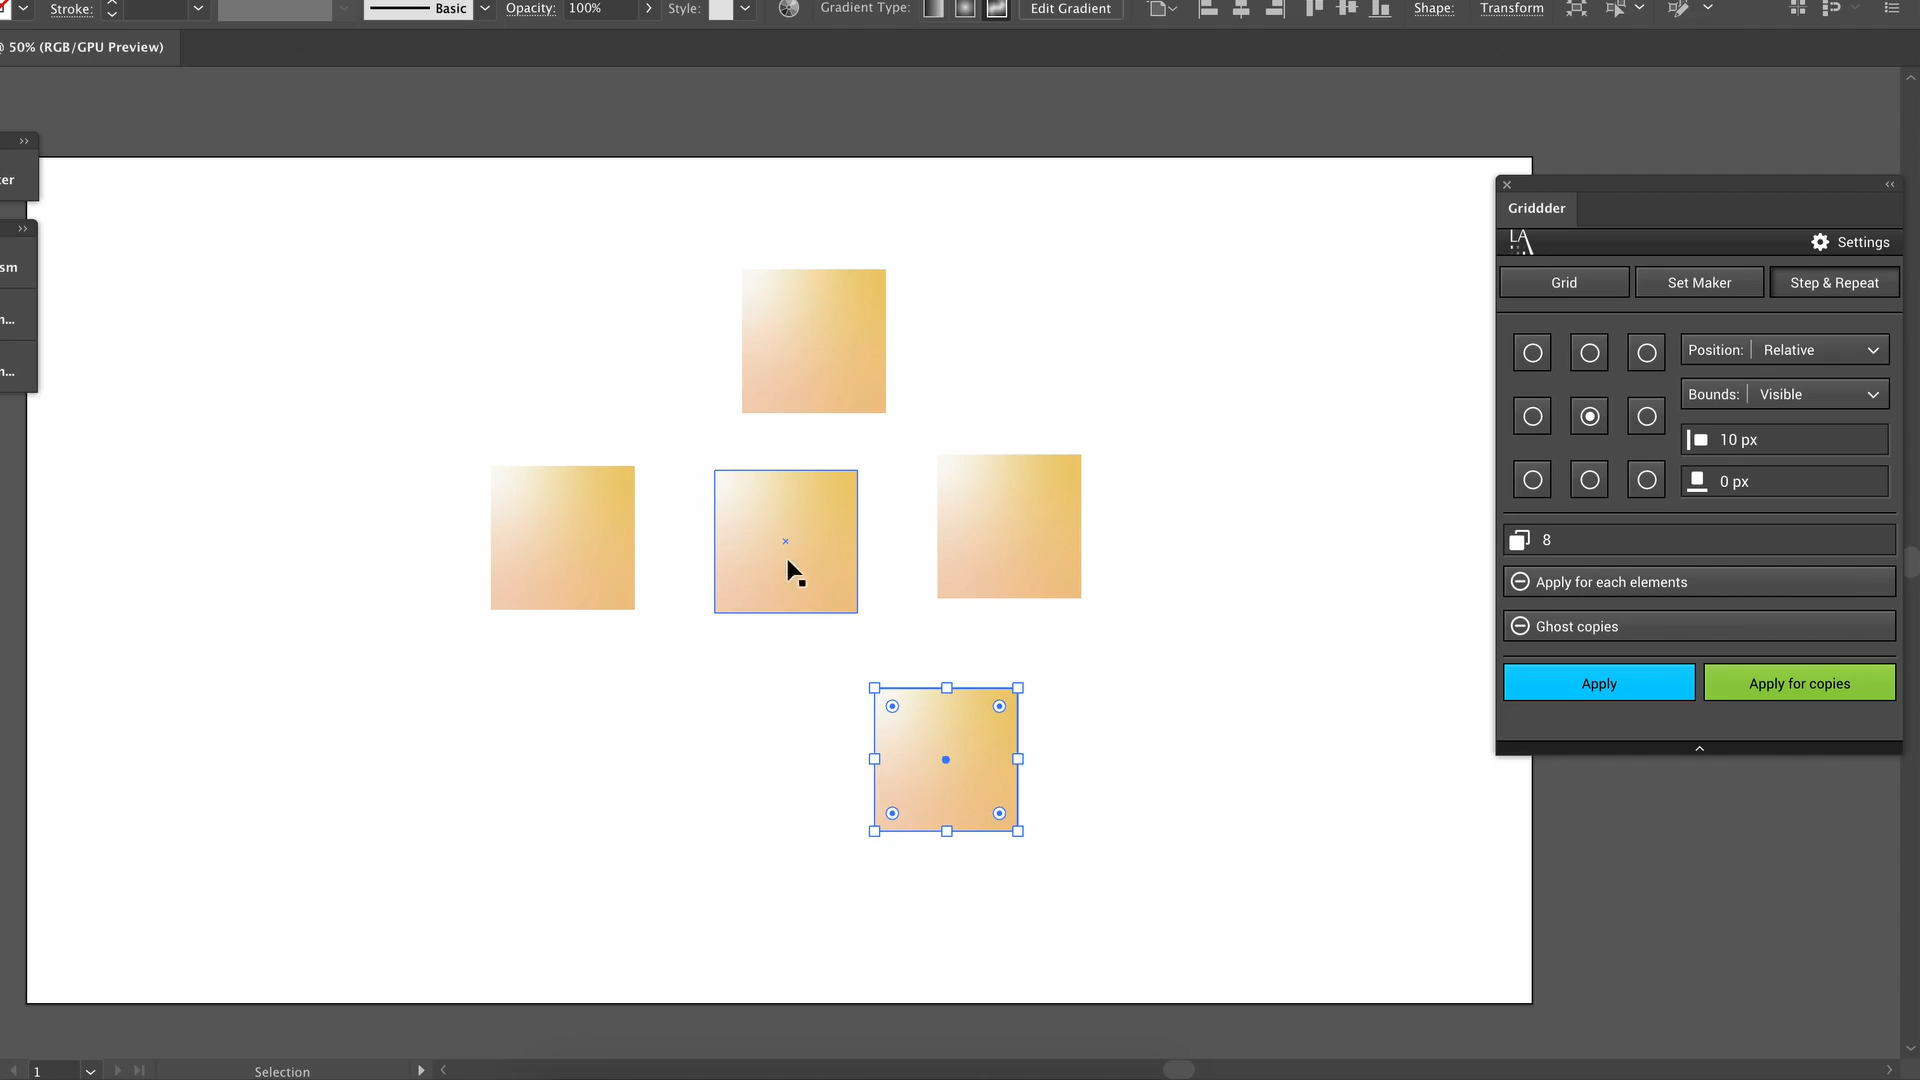 Stroke:
Basic
Opacity:
100%
Style:
Gradient Type:
Edit Gradient
Shape:
Transform
@ 50% (RGB/GPU Preview)
ter
sm
n...
n...
Griddder
LA
Settings
Grid
Set Maker
Step & Repeat
Position:
Relative
Bounds:
Visible
10 px
0 px
8
Apply for each elements
Ghost copies
Apply
Apply for copies
1
Selection